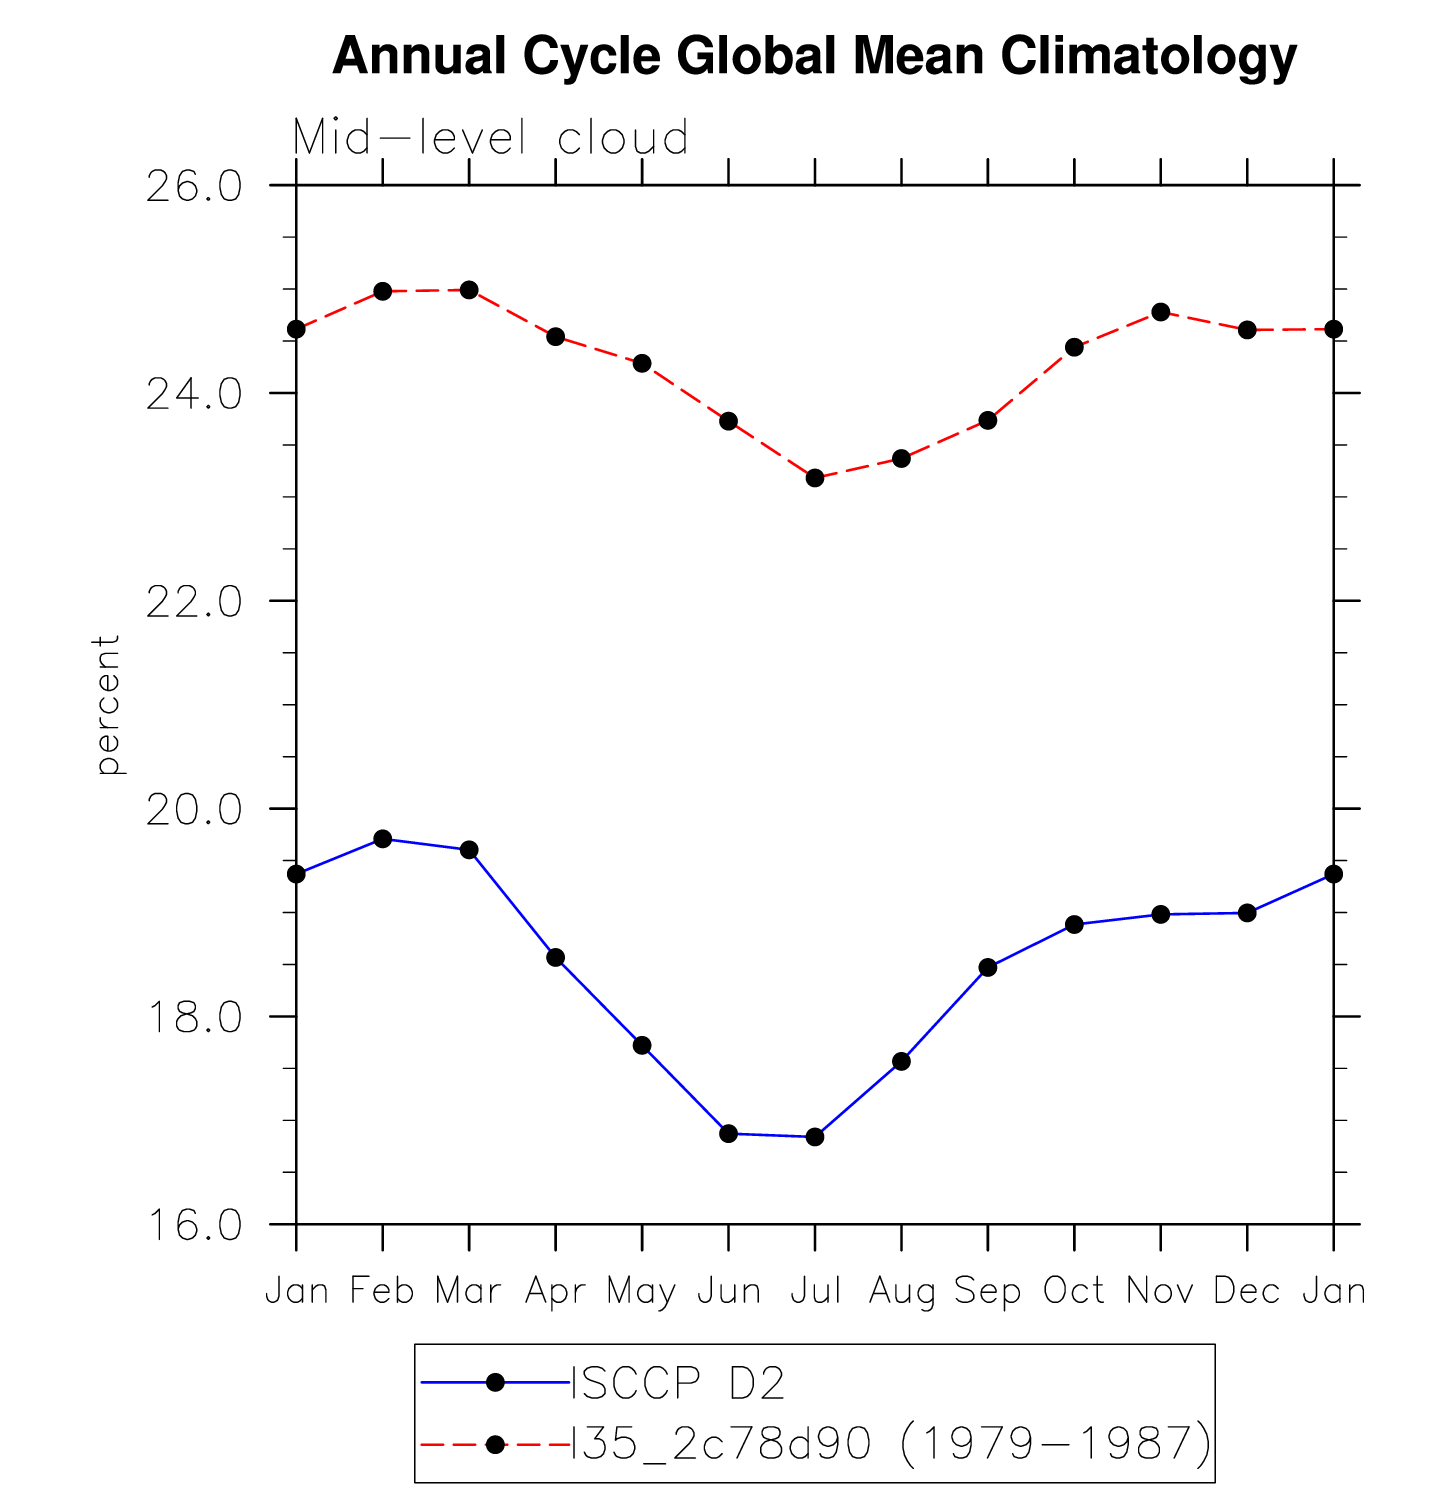 Annual Cycle Global Mean Climatology
Mid-level cloud
26.0
24.0
22.0
20.0
18.0
16.0
percent
Jan Feb Mar Apr May Jun Jul Aug Sep Oct Nov Dec Jan
ISCCP D2
I35_2c78d90 (1979-1987)